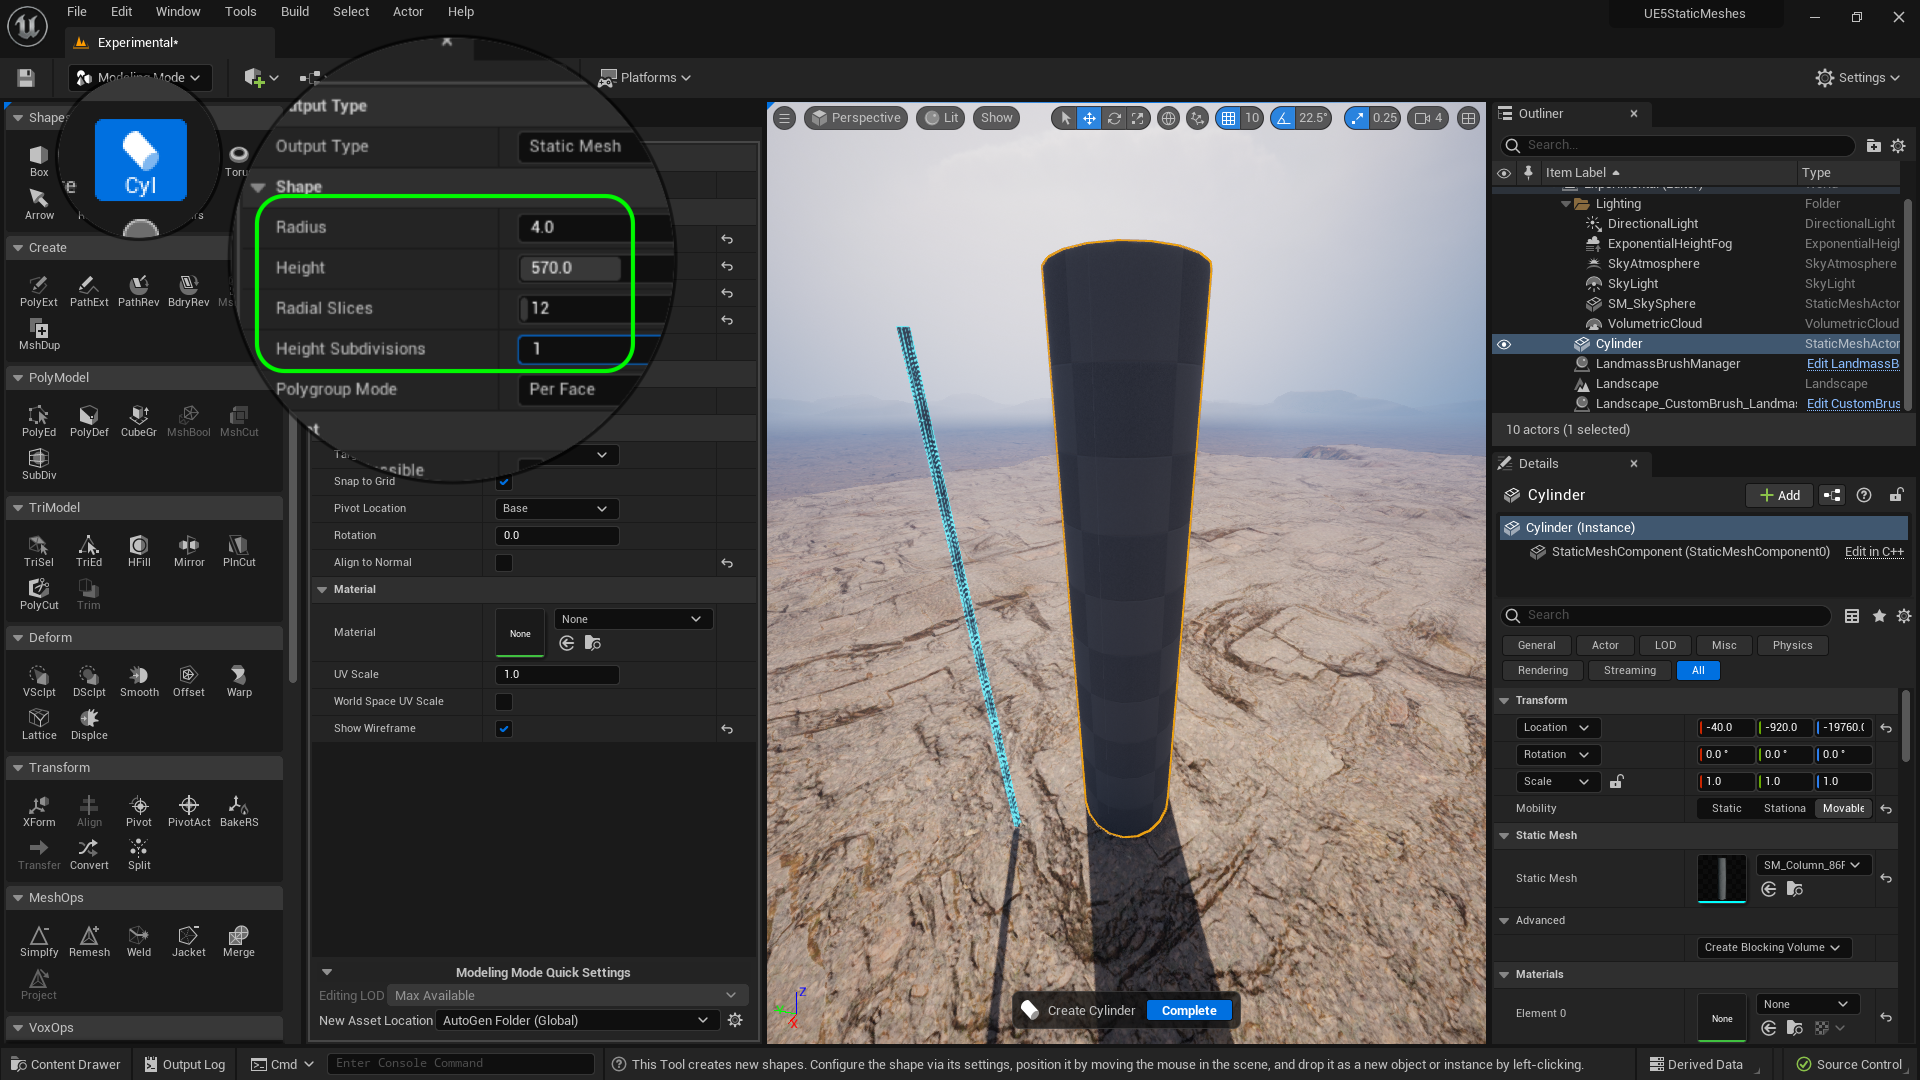 File Edit Window Tools Build Select Actor Help
UE5StaticMeshes
Experimental*
Modeling Mode
Platforms
Settings
Shapes
Box
Cyl
Arrow
Create
PolyExt PathExt PathRev BdryRev
MshDup
PolyModel
PolyEd PolyDef CubeGr MshBool MshCut
SubDiv
TriModel
TriSel TriEd HFill Mirror PlnCut
PolyCut Trim
Deform
VSclpt DSclpt Smooth Offset Warp
Lattice Displce
Transform
XForm Align Pivot PivotAct BakeRS
Transfer Convert Split
MeshOps
Simplfy Remesh Weld Jacket Merge
Project
VoxOps
Output Type
Output Type Static Mesh
Shape
Radius 4.0
Height 570.0
Radial Slices 12
Height Subdivisions 1
Polygroup Mode Per Face
Snap to Grid
Pivot Location Base
Rotation 0.0
Align to Normal
Material
Material None None
UV Scale 1.0
World Space UV Scale
Show Wireframe
Modeling Mode Quick Settings
Editing LOD Max Available
New Asset Location AutoGen Folder (Global)
Perspective Lit Show 10 22.5° 0.25 4
Z
X
Create Cylinder Complete
Outliner
Search...
Item Label Type
Experimental (Editor) World
Lighting Folder
DirectionalLight DirectionalLight
ExponentialHeightFog ExponentialHeigl
SkyAtmosphere SkyAtmosphere
SkyLight SkyLight
SM_SkySphere StaticMeshActor
VolumetricCloud VolumetricCloud
Cylinder StaticMeshActor
LandmassBrushManager Edit LandmassB
Landscape Landscape
Landscape_CustomBrush_Landmas Edit CustomBrus
10 actors (1 selected)
Details
Cylinder Add
Cylinder (Instance)
StaticMeshComponent (StaticMeshComponent0) Edit in C++
Search
General Actor LOD Misc Physics
Rendering Streaming All
Transform
Location -40.0 -920.0 -19760.0
Rotation 0.0° 0.0° 0.0°
Scale 1.0 1.0 1.0
Mobility Static Stationa Movable
Static Mesh
Static Mesh SM_Column_86F
Advanced
Create Blocking Volume
Materials
Element 0 None None
Content Drawer Output Log Cmd Enter Console Command This Tool creates new shapes. Configure the shape via its settings, position it by moving the mouse in the scene, and drop it as a new object or instance by left-clicking. Derived Data Source Control